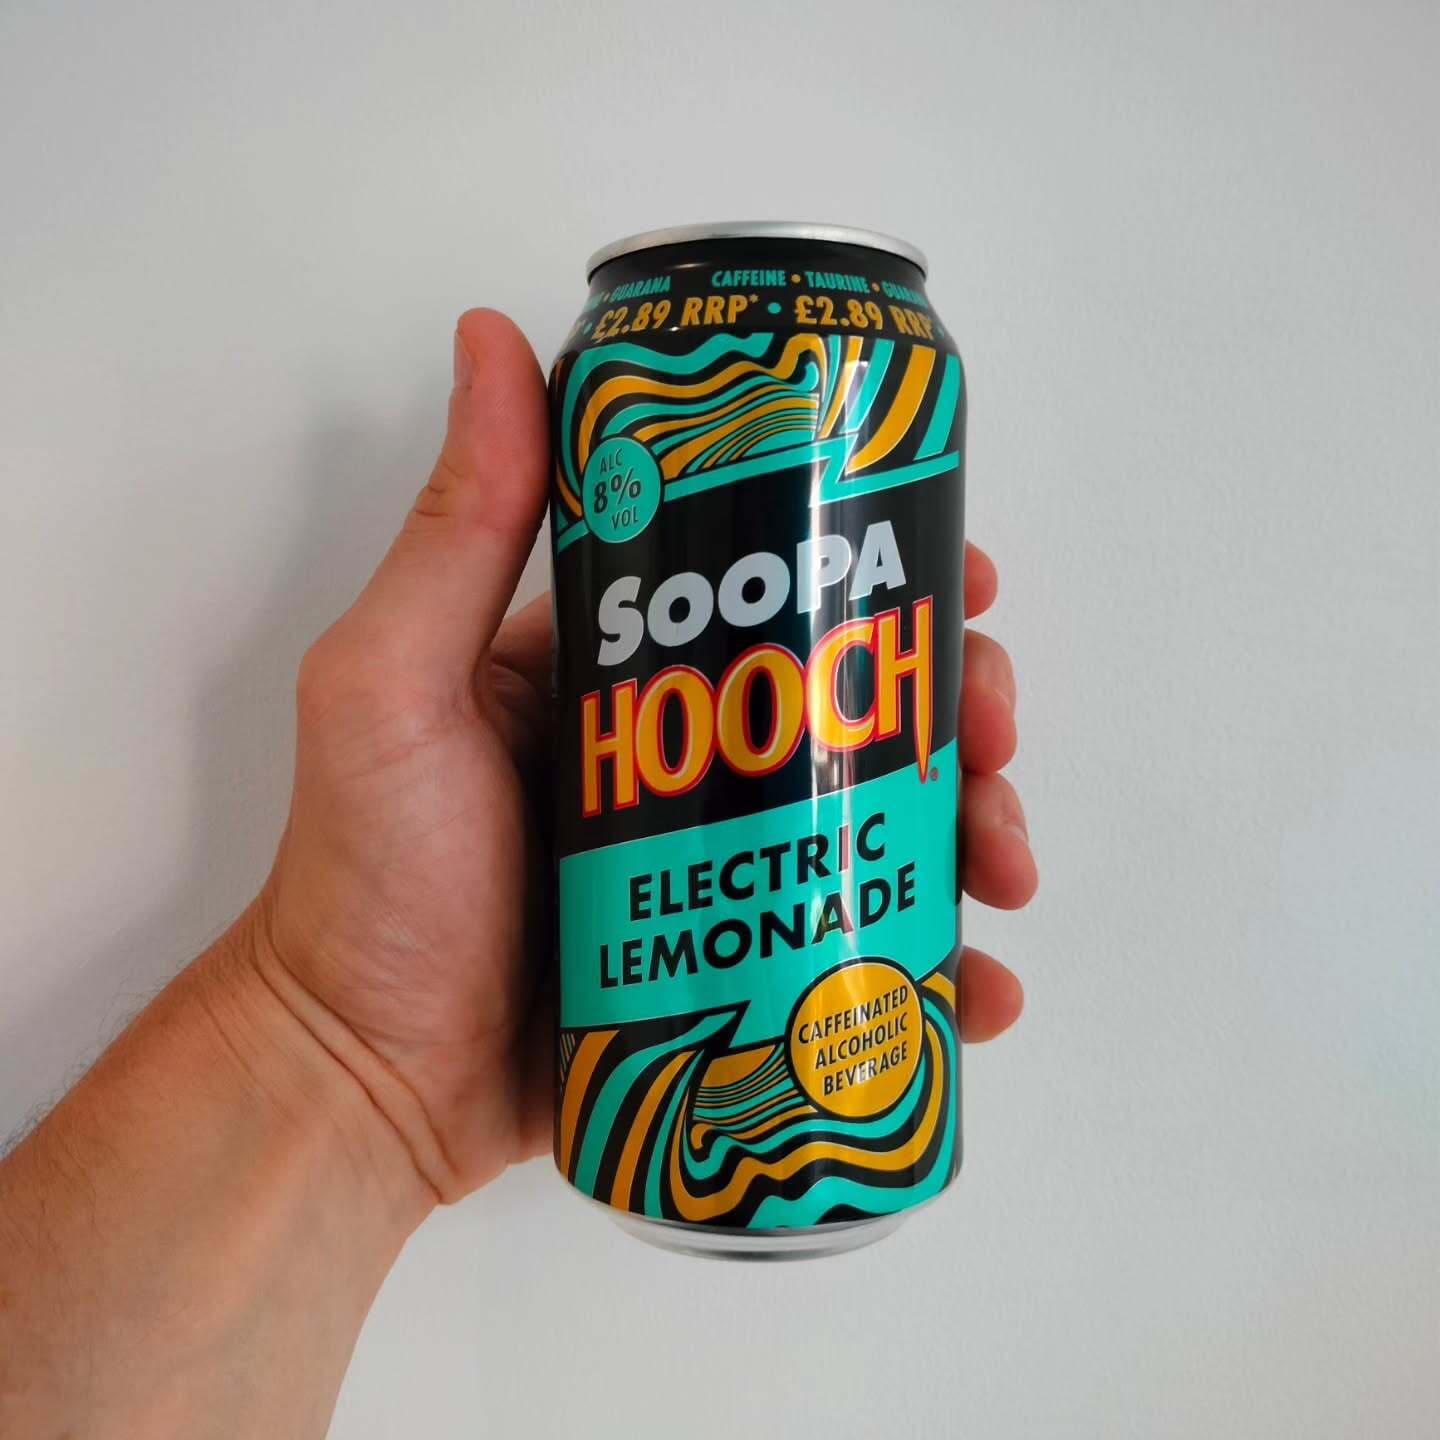 GUARANA CAFFEINE • TAURINE •
£2.89 RRP* • £2.89 RRP*
ALC
8%
VOL
SOOPA
HOOCH®
ELECTRIC
LEMONADE
CAFFEINATED
ALCOHOLIC
BEVERAGE